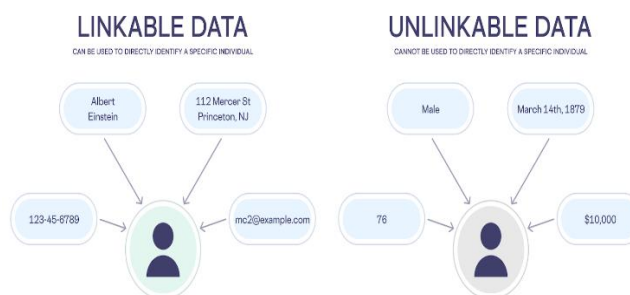 LINKABLE DATA
CAN BE USED TO DIRECTLY IDENTIFY A SPECIFIC INDIVIDUAL
Albert
Einstein
112 Mercer St
Princeton, NJ
123-45-6789
mc2@example.com
UNLINKABLE DATA
CANNOT BE USED TO DIRECTLY IDENTIFY A SPECIFIC INDIVIDUAL
Male
March 14th, 1879
76
$10,000